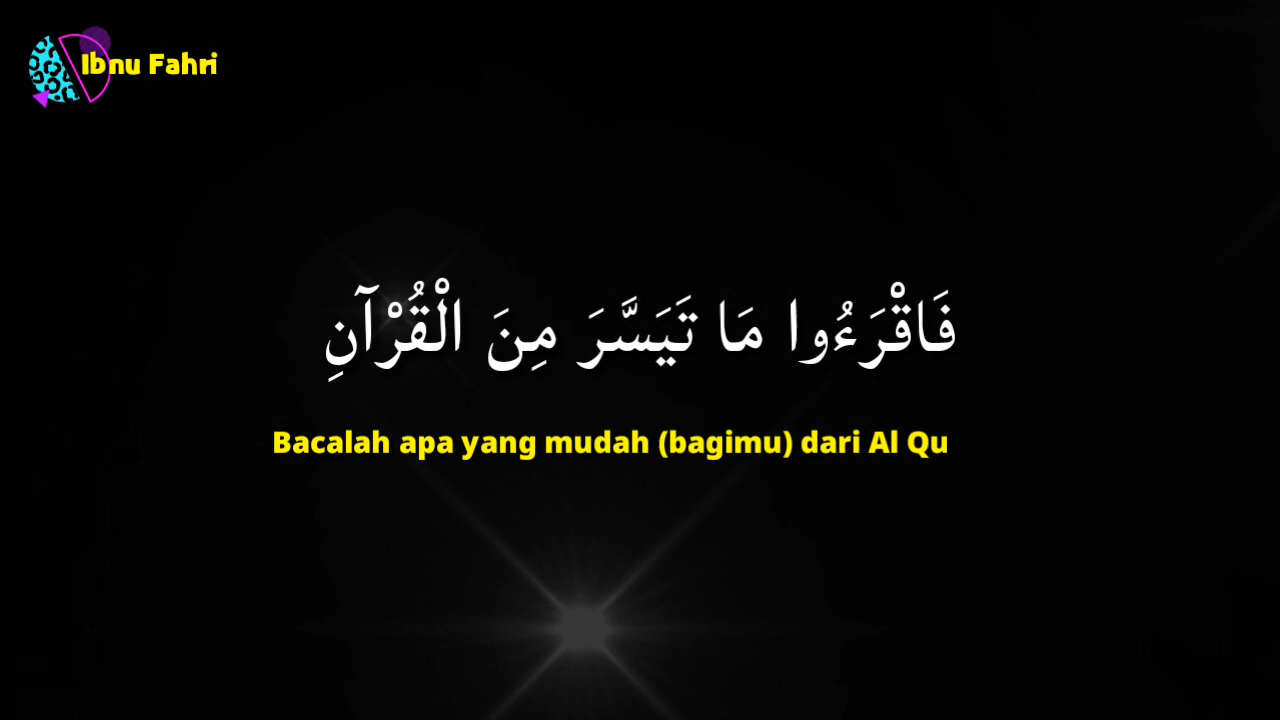 Ibnu Fahri
فَاقْرَءُوا مَا تَيَسَّرَ مِنَ الْقُرْآنِ
Bacalah apa yang mudah (bagimu) dari Al Qu